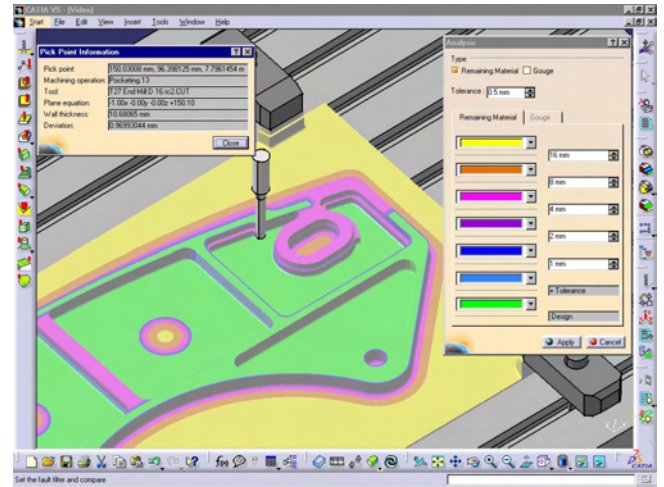 CATIA V5 - [Video]
Start File Edit View Insert Tools Window Help
Pick Point Information
Pick point: 150.03008 mm, 96.398125 mm, 7.7961454 m
Machining operation: Pocketing.13
Tool: T27 End Mill D 16 rc2.CUT
Plane equation: -1.00x -0.00y -0.00z +150.10
Wall thickness: 10.68065 mm
Deviation: 0.96993044 mm
Close
Analysis
Type
Remaining Material Gouge
Tolerance : 0.5 mm
Remaining Material Gouge
16 mm
8 mm
4 mm
2 mm
1 mm
= Tolerance
Design
Apply Cancel
CATIA
Set the fault filter and compare